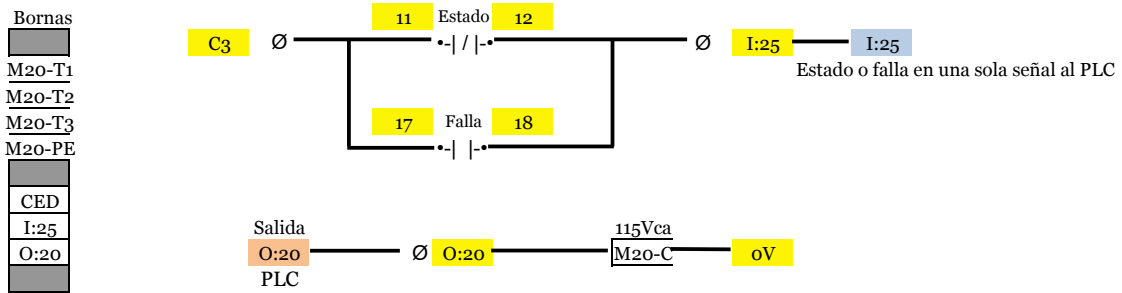 Bornas
M20-T1
M20-T2
M20-T3
M20-PE
CED
I:25
O:20
11 Estado 12
C3 Ø •-| / |-• Ø I:25 I:25
Estado o falla en una sola señal al PLC
17 Falla 18
•-| |-•
Salida 115Vca
O:20 Ø O:20 M20-C 0V
PLC